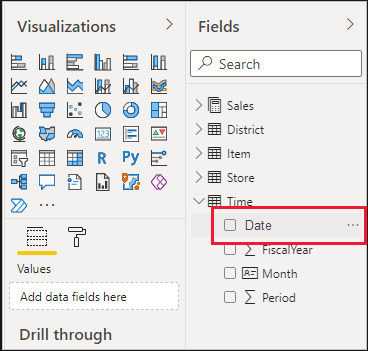 Visualizations
Fields
Search
Sales
District
Item
Store
Time
Date
FiscalYear
Month
Period
123
R
Py
Values
Add data fields here
Drill through